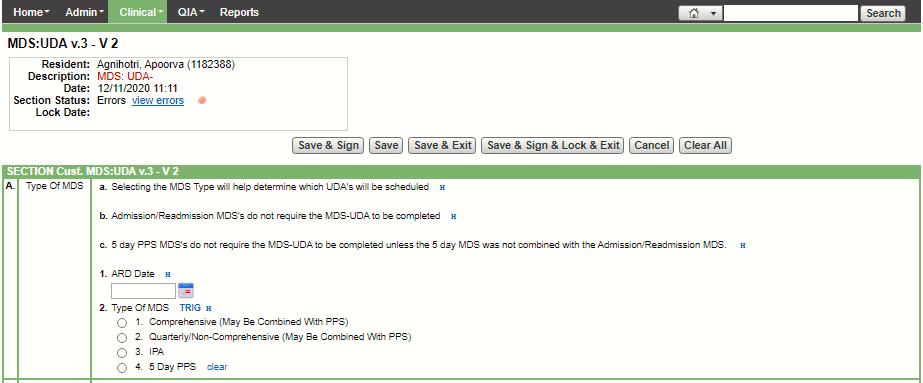 Home Admin Clinical QIA Reports Search
MDS:UDA v.3 - V 2
Resident: Agnihotri, Apoorva (1182388)
Description: MDS: UDA-
Date: 12/11/2020 11:11
Section Status: Errors view errors
Lock Date:
Save & Sign Save Save & Exit Save & Sign & Lock & Exit Cancel Clear All
SECTION Cust. MDS:UDA v.3 - V 2
A. Type Of MDS a. Selecting the MDS Type will help determine which UDA's will be scheduled H
b. Admission/Readmission MDS's do not require the MDS-UDA to be completed H
c. 5 day PPS MDS's do not require the MDS-UDA to be completed unless the 5 day MDS was not combined with the Admission/Readmission MDS. H
1. ARD Date H
2. Type Of MDS TRIG H
1. Comprehensive (May Be Combined With PPS)
2. Quarterly/Non-Comprehensive (May Be Combined With PPS)
3. IPA
4. 5 Day PPS clear